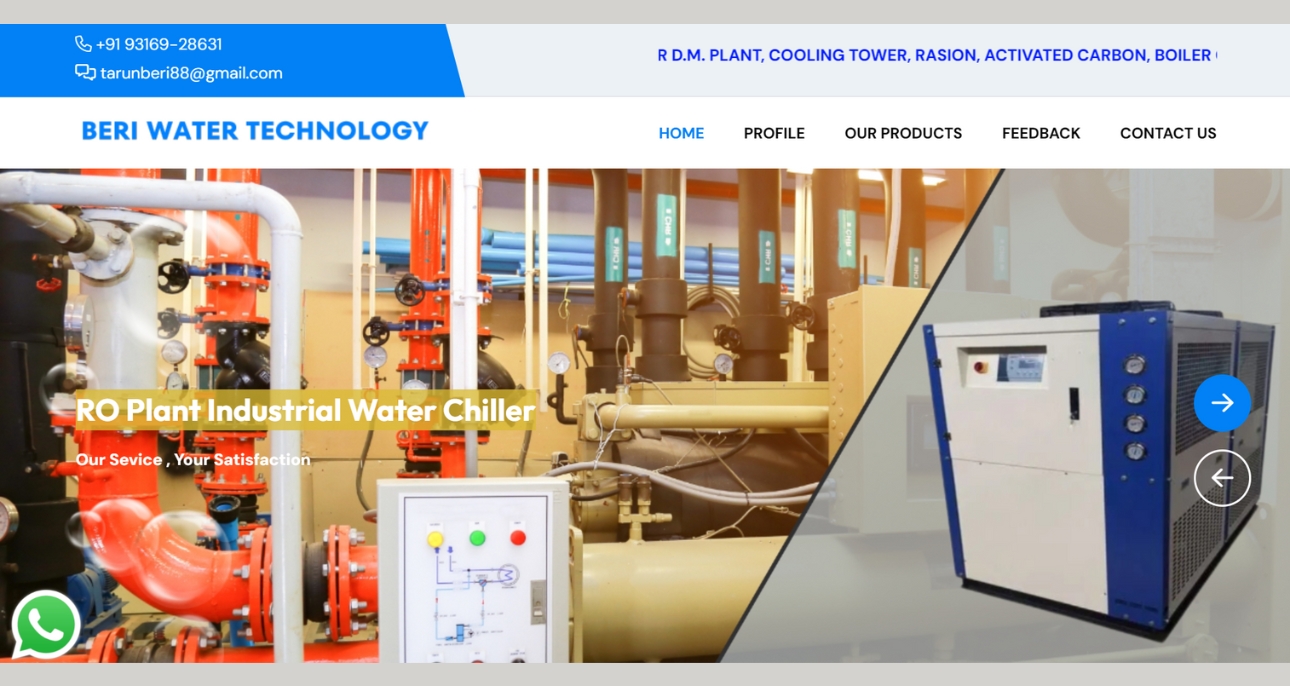 +91 93169-28631
tarunberi88@gmail.com
R D.M. PLANT, COOLING TOWER, RASION, ACTIVATED CARBON, BOILER
BERI WATER TECHNOLOGY
HOME PROFILE OUR PRODUCTS FEEDBACK CONTACT US
RO Plant Industrial Water Chiller
Our Sevice , Your Satisfaction